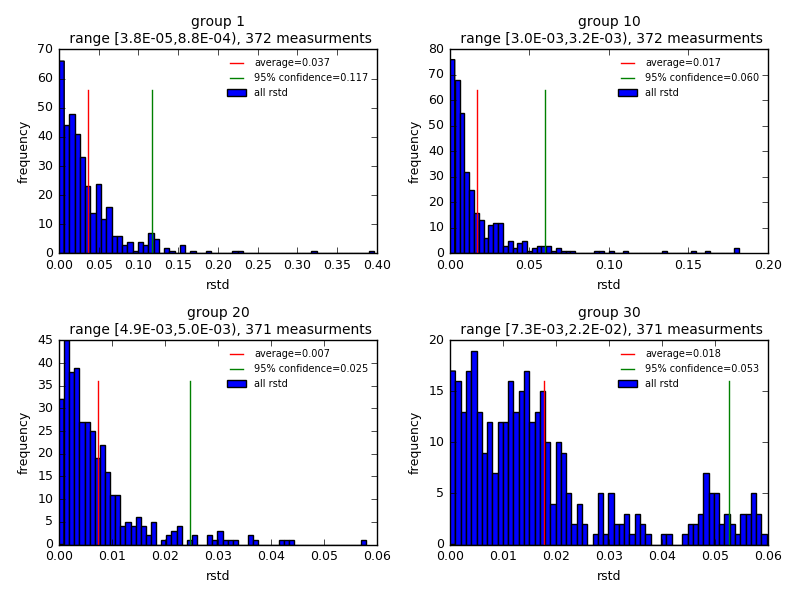 group 1
range [3.8E-05,8.8E-04), 372 measurments
70
60
50
40
30
20
10
0
frequency
average=0.037
95% confidence=0.117
all rstd
0.00 0.05 0.10 0.15 0.20 0.25 0.30 0.35 0.40
rstd
group 10
range [3.0E-03,3.2E-03), 372 measurments
80
70
60
50
40
30
20
10
0
frequency
average=0.017
95% confidence=0.060
all rstd
0.00 0.05 0.10 0.15 0.20
rstd
group 20
range [4.9E-03,5.0E-03), 371 measurments
45
40
35
30
25
20
15
10
5
0
frequency
average=0.007
95% confidence=0.025
all rstd
0.00 0.01 0.02 0.03 0.04 0.05 0.06
rstd
group 30
range [7.3E-03,2.2E-02), 371 measurments
20
15
10
5
0
frequency
average=0.018
95% confidence=0.053
all rstd
0.00 0.01 0.02 0.03 0.04 0.05 0.06
rstd